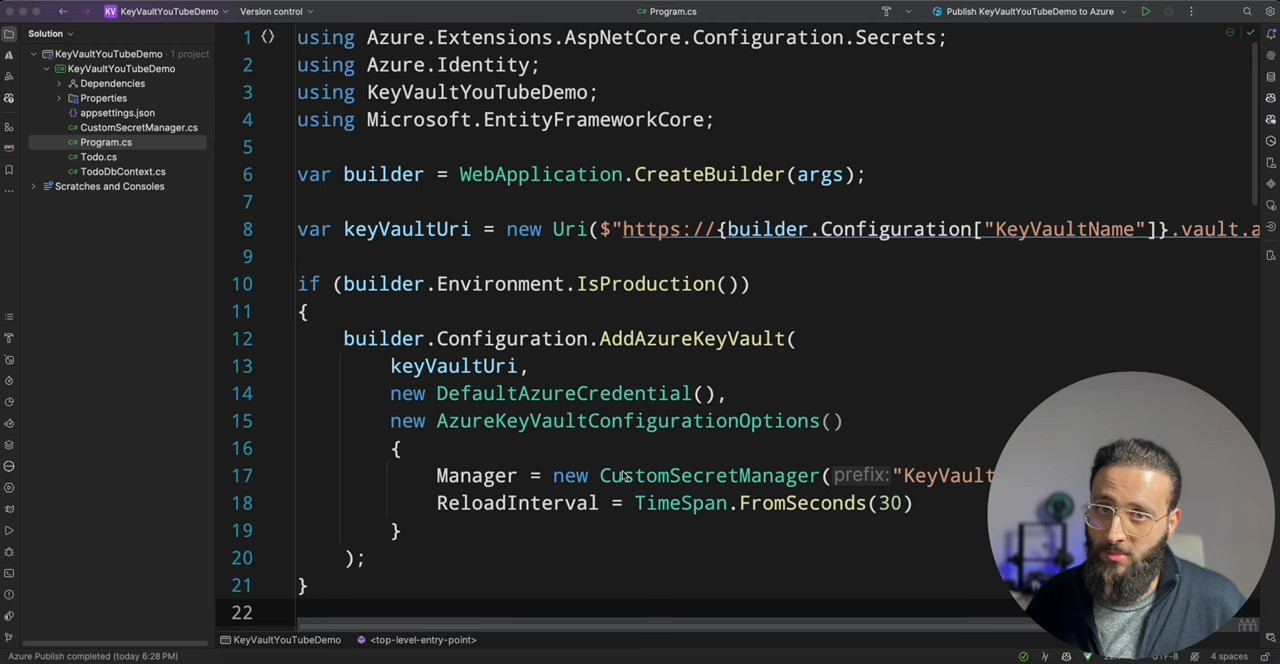 KV KeyVaultYouTubeDemo Version control C# Program.cs Publish KeyVaultYouTubeDemo to Azure
Solution
KeyVaultYouTubeDemo 1 project
C# KeyVaultYouTubeDemo
Dependencies
Properties
{} appsettings.json
C# CustomSecretManager.cs
C# Program.cs
C# Todo.cs
C# TodoDbContext.cs
Scratches and Consoles
aws
1 {} using Azure.Extensions.AspNetCore.Configuration.Secrets;
2 using Azure.Identity;
3 using KeyVaultYouTubeDemo;
4 using Microsoft.EntityFrameworkCore;
5
6 var builder = WebApplication.CreateBuilder(args);
7
8 var keyVaultUri = new Uri($"https://{builder.Configuration["KeyVaultName"]}.vault.a
9
10 if (builder.Environment.IsProduction())
11 {
12 builder.Configuration.AddAzureKeyVault(
13 keyVaultUri,
14 new DefaultAzureCredential(),
15 new AzureKeyVaultConfigurationOptions()
16 {
17 Manager = new CustomSecretManager(prefix:"KeyVault
18 ReloadInterval = TimeSpan.FromSeconds(30)
19 }
20 );
21 }
22
KeyVaultYouTubeDemo <top-level-entry-point>
Azure Publish completed (today 6:28 PM) UTF-8 4 spaces